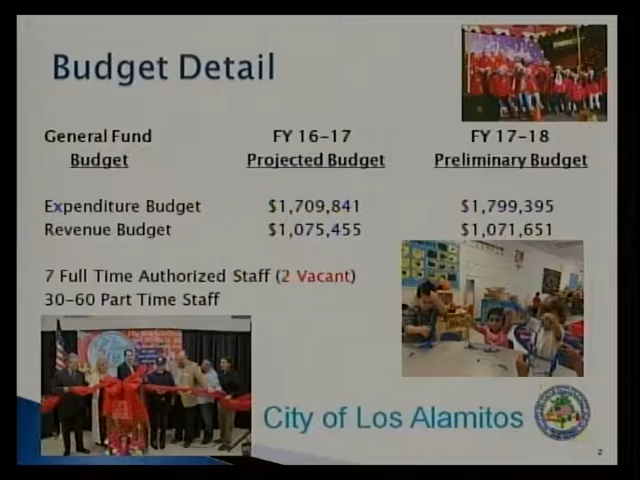 Budget Detail
General Fund FY 16-17 FY 17-18
Budget Projected Budget Preliminary Budget
Expenditure Budget $1,709,841 $1,799,395
Revenue Budget $1,075,455 $1,071,651
7 Full Time Authorized Staff (2 Vacant)
30-60 Part Time Staff
City of Los Alamitos
2